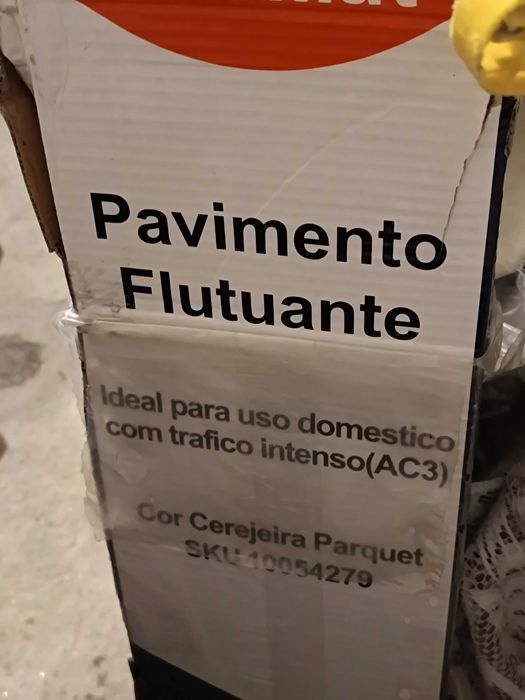 Pavimento
Flutuante
Ideal para uso domestico
com trafico intenso(AC3)
Cor Cerejeira Parquet
SKU 10054279